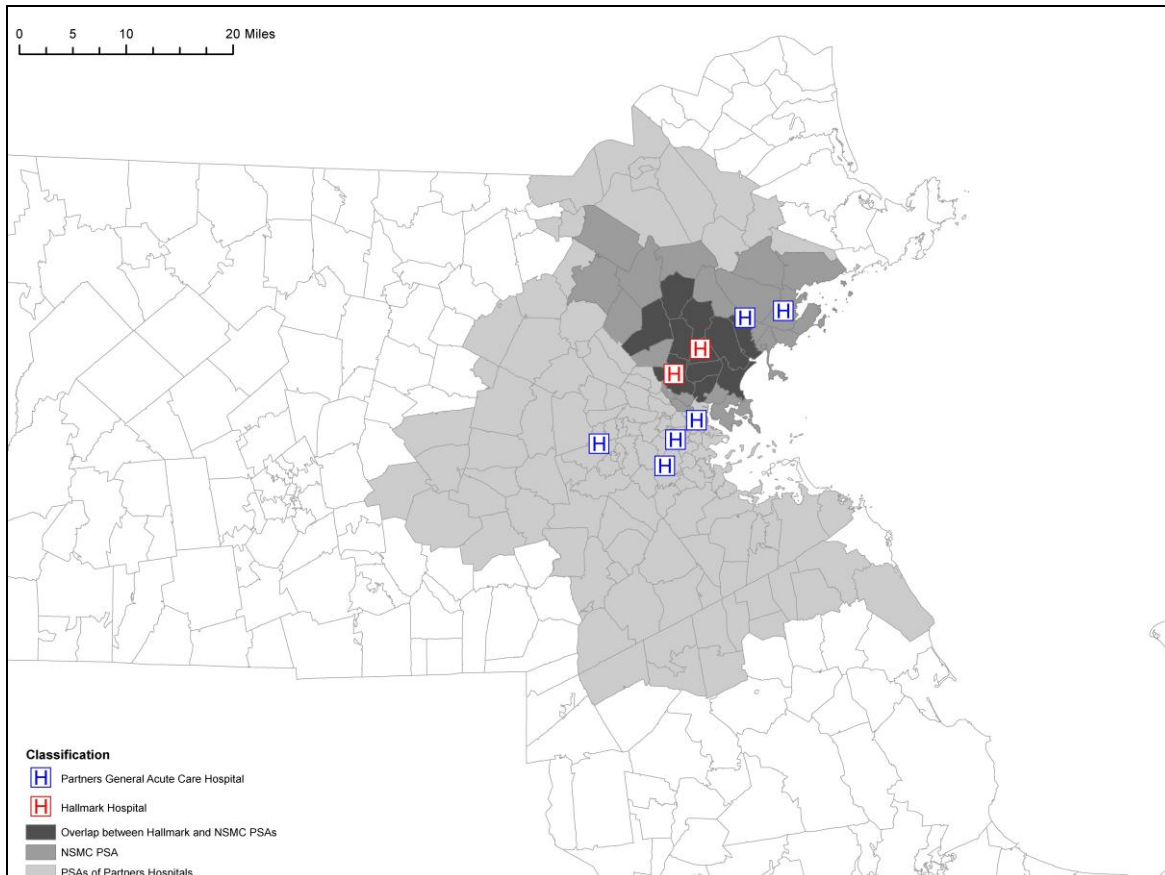 0 5 10 20 Miles
H
H
H
H
H
H
H
H
Classification
H Partners General Acute Care Hospital
H Hallmark Hospital
Overlap between Hallmark and NSMC PSAs
NSMC PSA
PSAs of Partners Hospitals